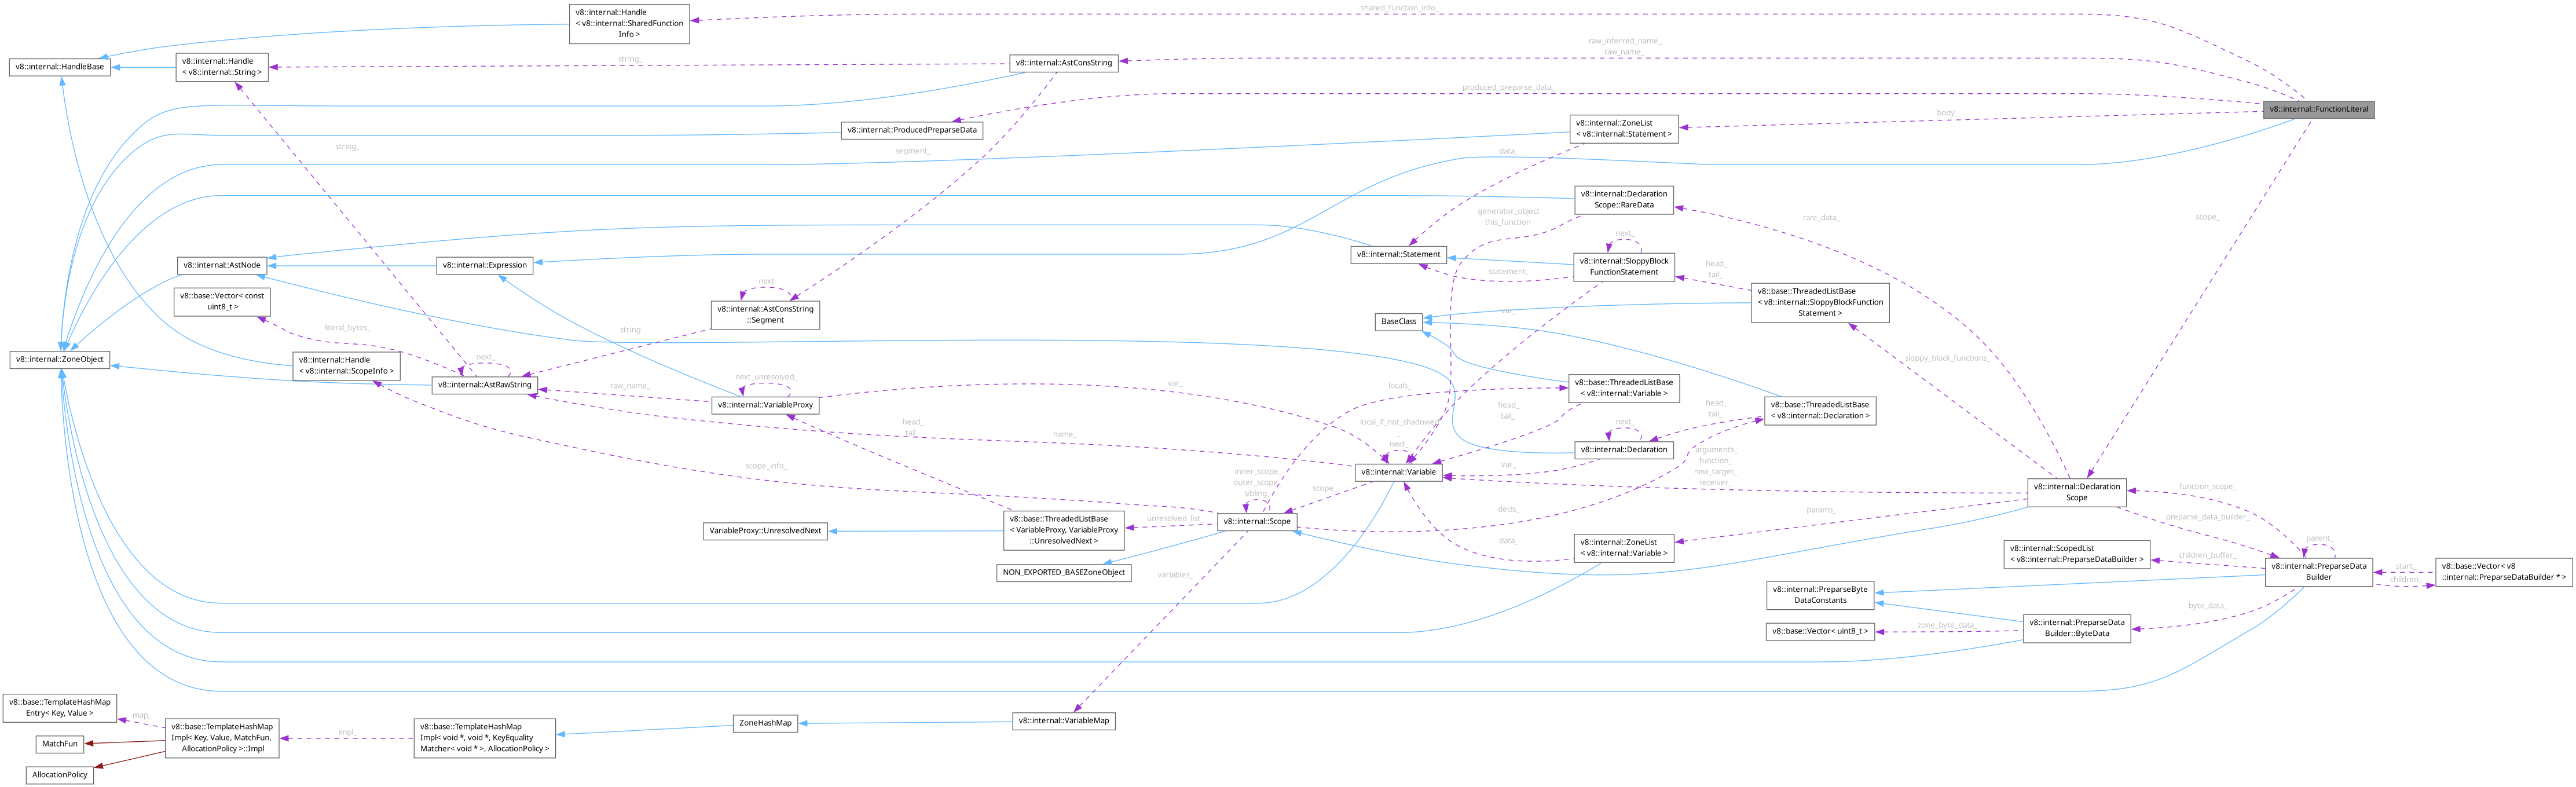 v8::internal::Handle
< v8::internal::SharedFunction
Info >
shared_function_info_
v8::internal::HandleBase
v8::internal::Handle
< v8::internal::String >
string_
v8::internal::AstConsString
raw_inferred_name_
raw_name_
produced_preparse_data_
v8::internal::FunctionLiteral
v8::internal::ProducedPreparseData
v8::internal::ZoneList
< v8::internal::Statement >
body_
string_
segment_
data_
v8::internal::Declaration
Scope::RareData
rare_data_
scope_
generator_object
this_function
v8::internal::AstNode
v8::internal::Expression
v8::internal::Statement
statement_
next_
v8::internal::SloppyBlock
FunctionStatement
head_
tail_
v8::base::ThreadedListBase
< v8::internal::SloppyBlockFunction
Statement >
v8::base::Vector< const
uint8_t >
next
v8::internal::AstConsString
::Segment
var_
BaseClass
literal_bytes_
string
sloppy_block_functions_
v8::internal::ZoneObject
v8::internal::Handle
< v8::internal::ScopeInfo >
next_
v8::internal::AstRawString
raw_name_
next_unresolved_
v8::internal::VariableProxy
var_
locals_
v8::base::ThreadedListBase
< v8::internal::Variable >
v8::base::ThreadedListBase
< v8::internal::Declaration >
head_
tail_
name_
local_if_not_shadowed
_
next_
head_
tail_
next_
head_
tail_
v8::internal::Declaration
scope_info_
v8::internal::Variable
var_
arguments_
function_
new_target_
receiver_
inner_scope_
outer_scope_
sibling_
scope_
decls_
v8::internal::Declaration
Scope
function_scope_
VariableProxy::UnresolvedNext
v8::base::ThreadedListBase
< VariableProxy, VariableProxy
::UnresolvedNext >
unresolved_list_
v8::internal::Scope
data_
params_
preparse_data_builder_
v8::internal::ZoneList
< v8::internal::Variable >
NON_EXPORTED_BASEZoneObject
variables_
v8::internal::ScopedList
< v8::internal::PreparseDataBuilder >
children_buffer_
parent_
v8::internal::PreparseData
Builder
start_
children_
v8::base::Vector< v8
::internal::PreparseDataBuilder * >
v8::internal::PreparseByte
DataConstants
byte_data_
v8::base::Vector< uint8_t >
zone_byte_data_
v8::internal::PreparseData
Builder::ByteData
v8::base::TemplateHashMap
Entry< Key, Value >
map_
MatchFun
AllocationPolicy
v8::base::TemplateHashMap
Impl< Key, Value, MatchFun,
AllocationPolicy >::Impl
impl_
v8::base::TemplateHashMap
Impl< void *, void *, KeyEquality
Matcher< void * >, AllocationPolicy >
ZoneHashMap
v8::internal::VariableMap